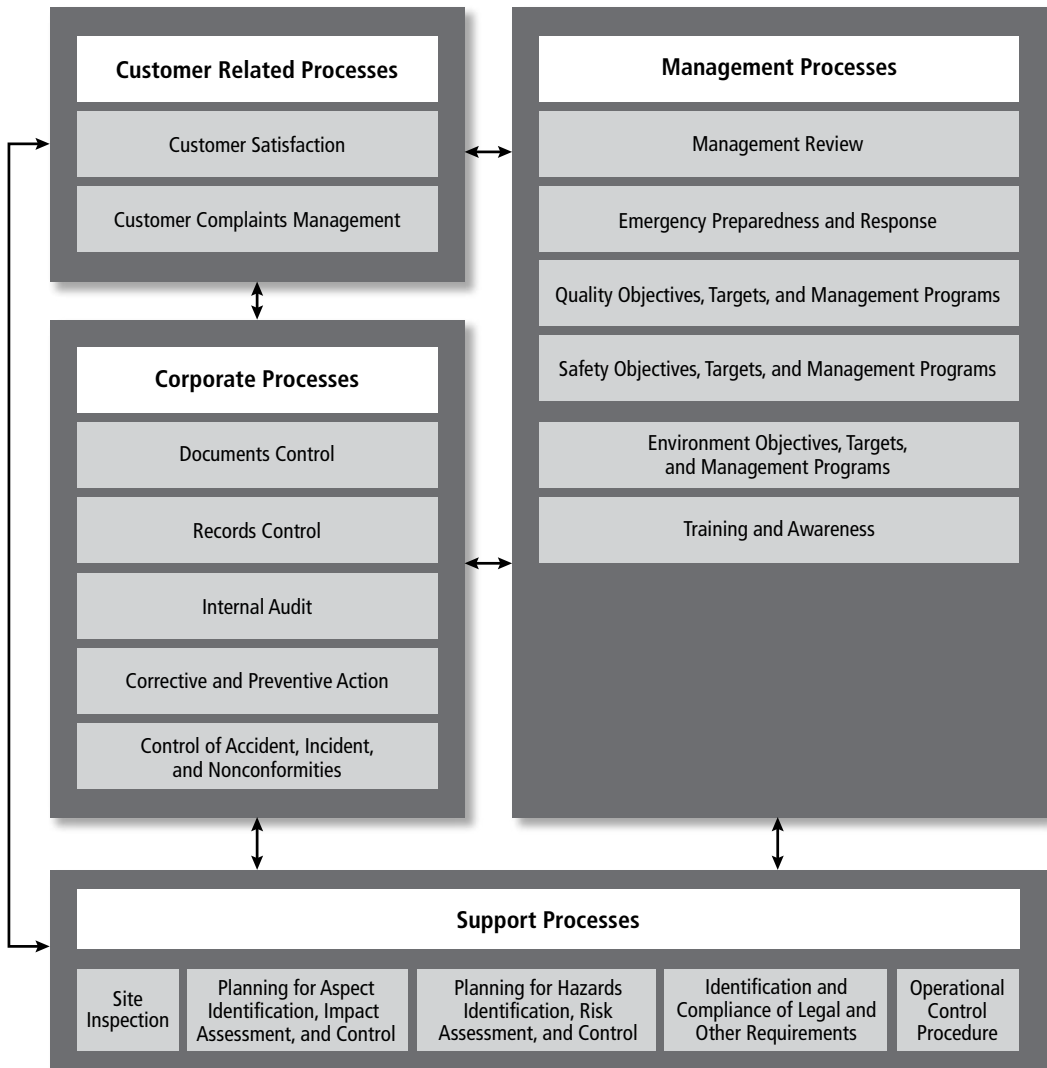 Customer Related Processes
Customer Satisfaction
Customer Complaints Management
Management Processes
Management Review
Emergency Preparedness and Response
Quality Objectives, Targets, and Management Programs
Safety Objectives, Targets, and Management Programs
Environment Objectives, Targets,
and Management Programs
Training and Awareness
Corporate Processes
Documents Control
Records Control
Internal Audit
Corrective and Preventive Action
Control of Accident, Incident,
and Nonconformities
Support Processes
Site
Inspection
Planning for Aspect
Identification, Impact
Assessment, and Control
Planning for Hazards
Identification, Risk
Assessment, and Control
Identification and
Compliance of Legal and
Other Requirements
Operational
Control
Procedure